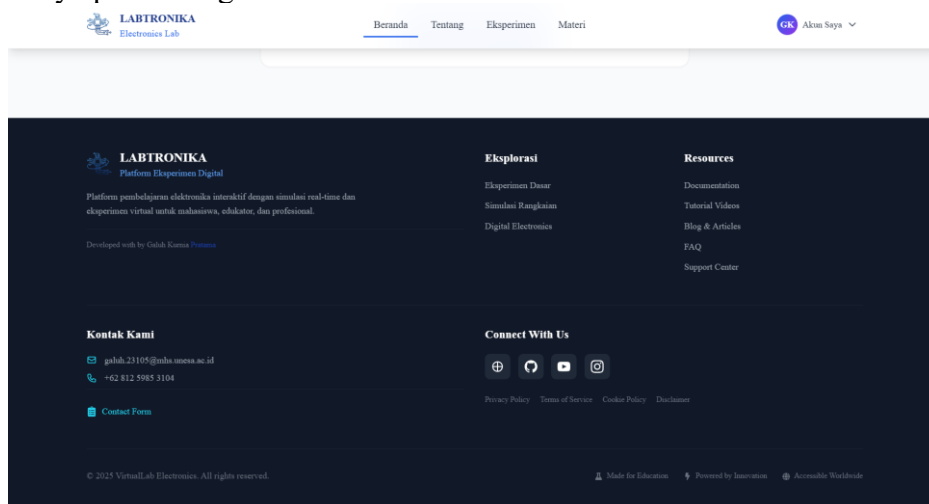 LABTRONIKA
Electronics Lab
Beranda Tentang Eksperimen Materi
GK Akun Saya
LABTRONIKA
Platform Eksperimen Digital
Platform pembelajaran elektronika interaktif dengan simulasi real-time dan
eksperimen virtual untuk mahasiswa, edukator, dan profesional.
Developed with by Galuh Kurnia
Eksplorasi
Eksperimen Dasar
Simulasi Rangkaian
Digital Electronics
Resources
Documentation
Tutorial Videos
Blog & Articles
FAQ
Support Center
Kontak Kami
galuh.23105@mhs.unesa.ac.id
+62 812 5985 3104
Contact Form
Connect With Us
Privacy Policy Terms of Service Cookie Policy Disclaimer
© 2025 VirtualLab Electronics. All rights reserved.
Made for Education Powered by Innovation Accessible Worldwide